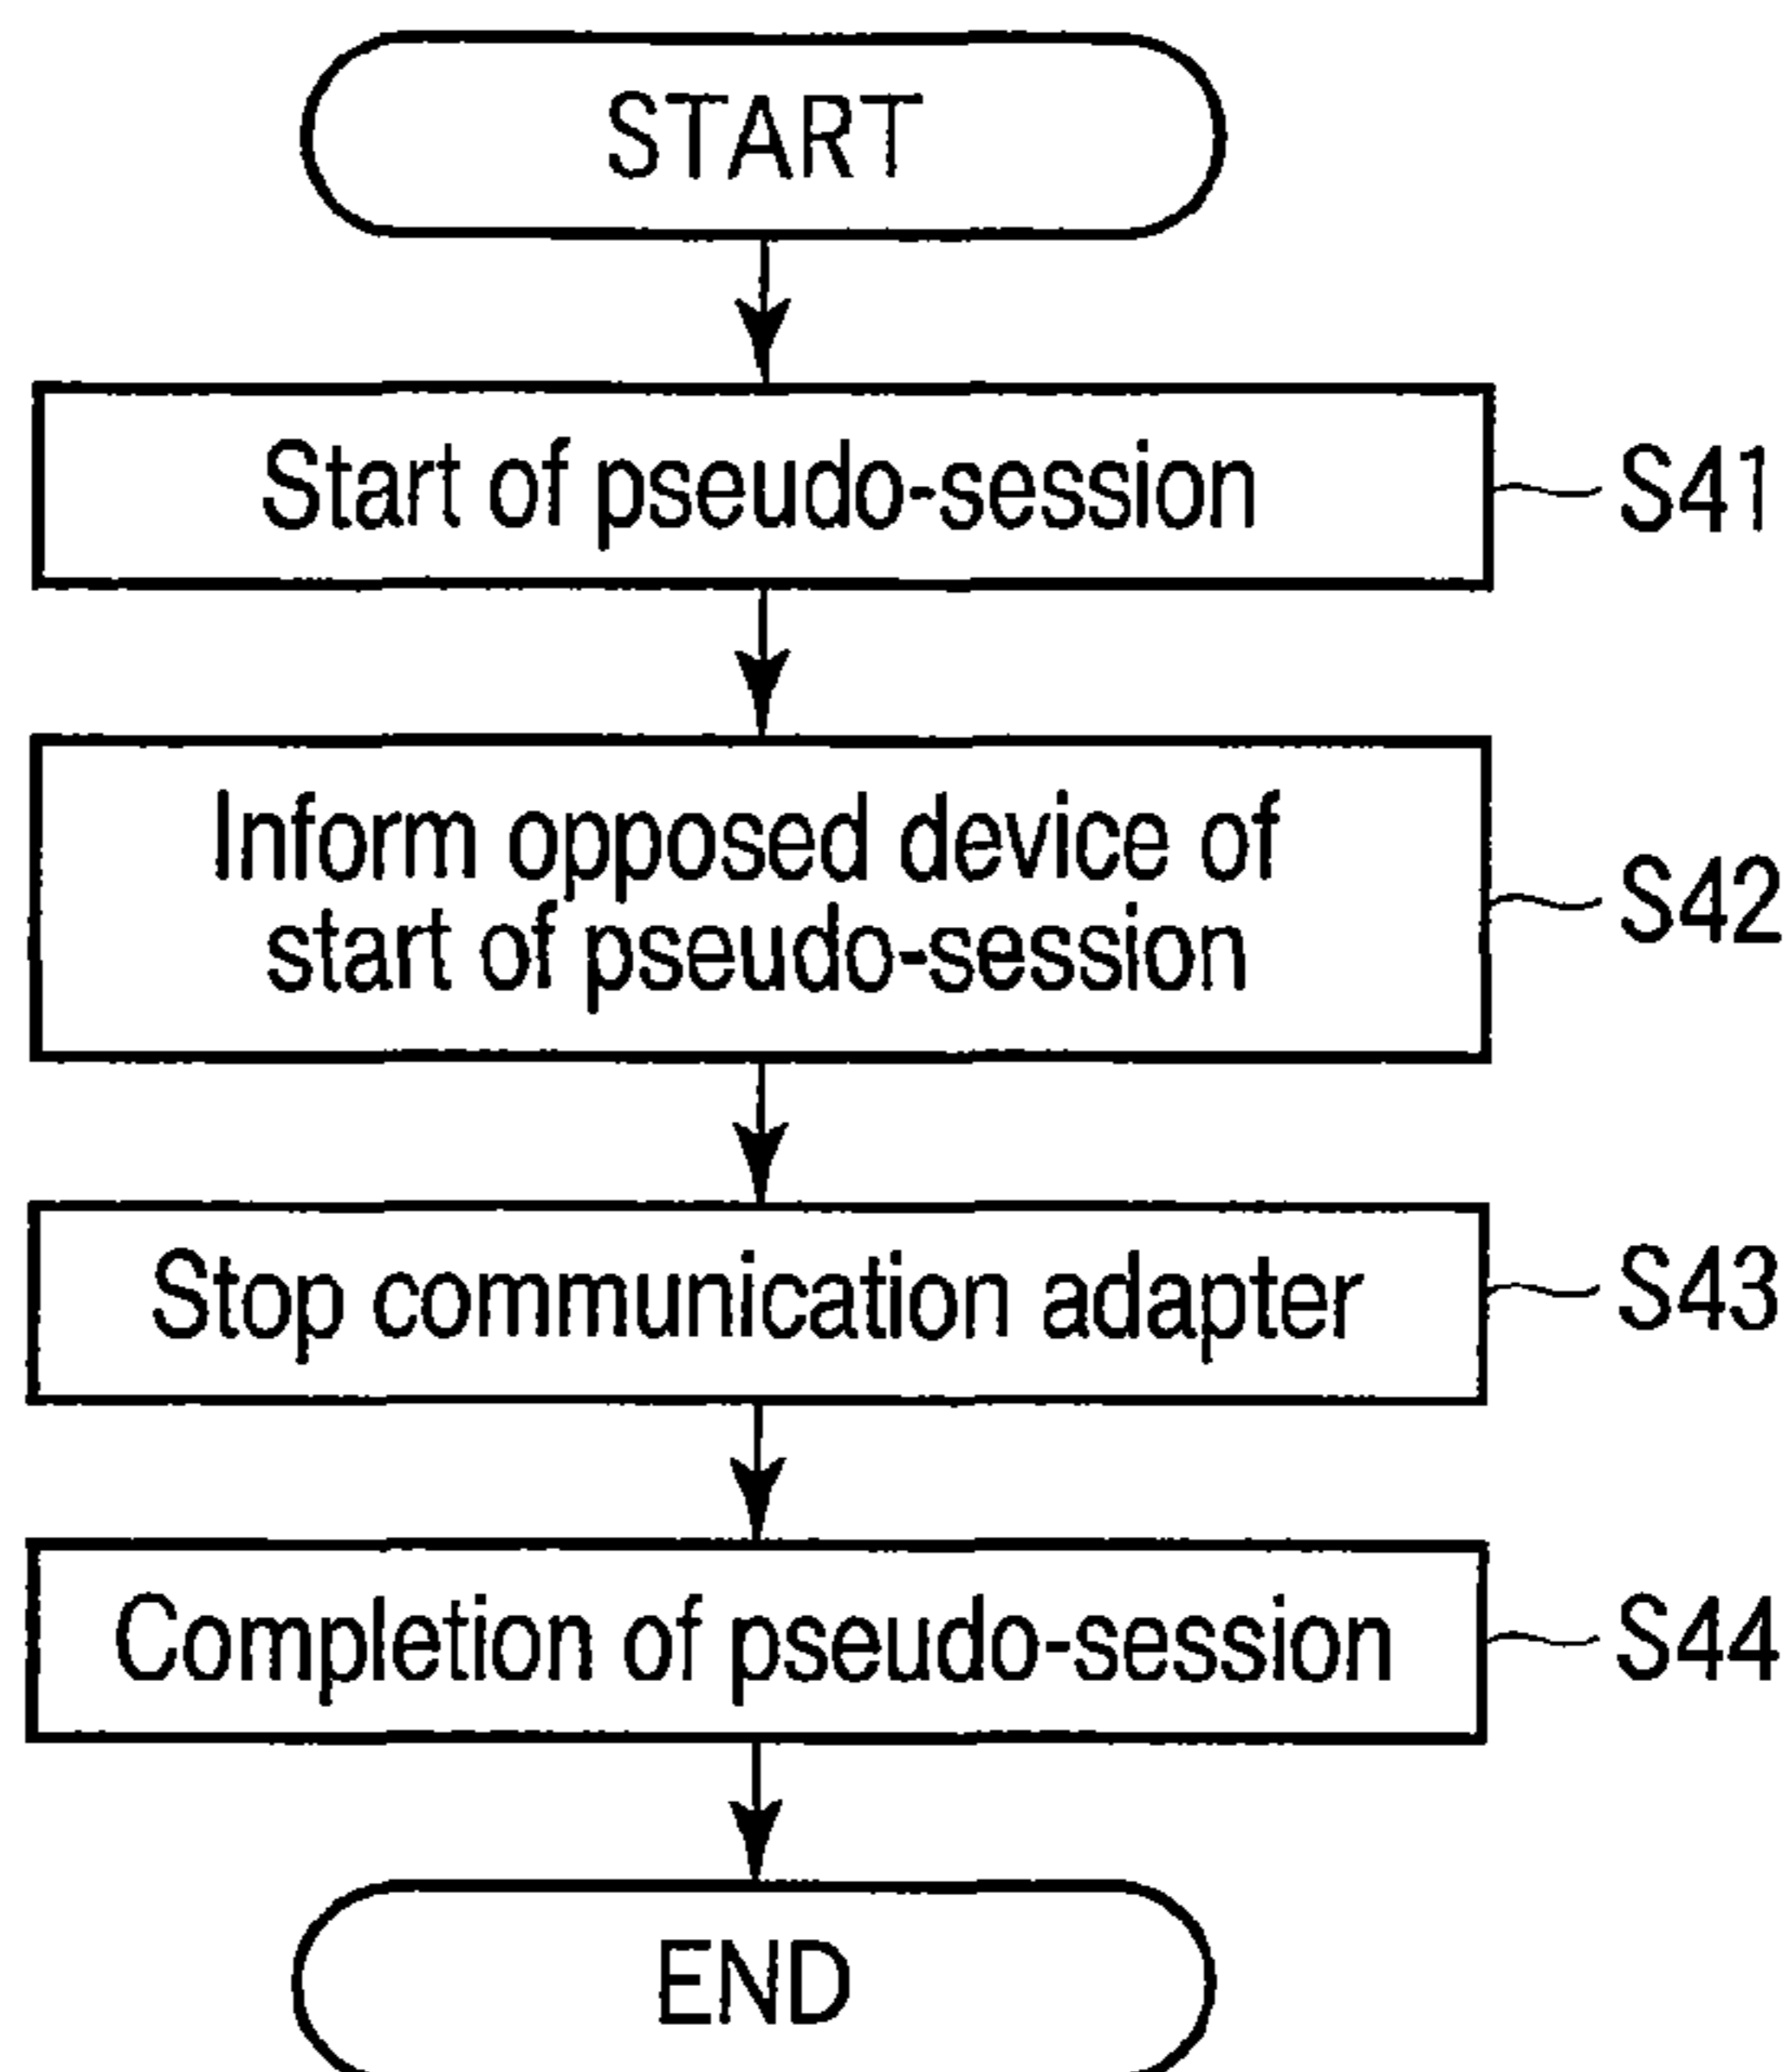 START
Start of pseudo-session
S41
Inform opposed device of
start of pseudo-session
S42
Stop communication adapter
S43
Completion of pseudo-session
S44
END